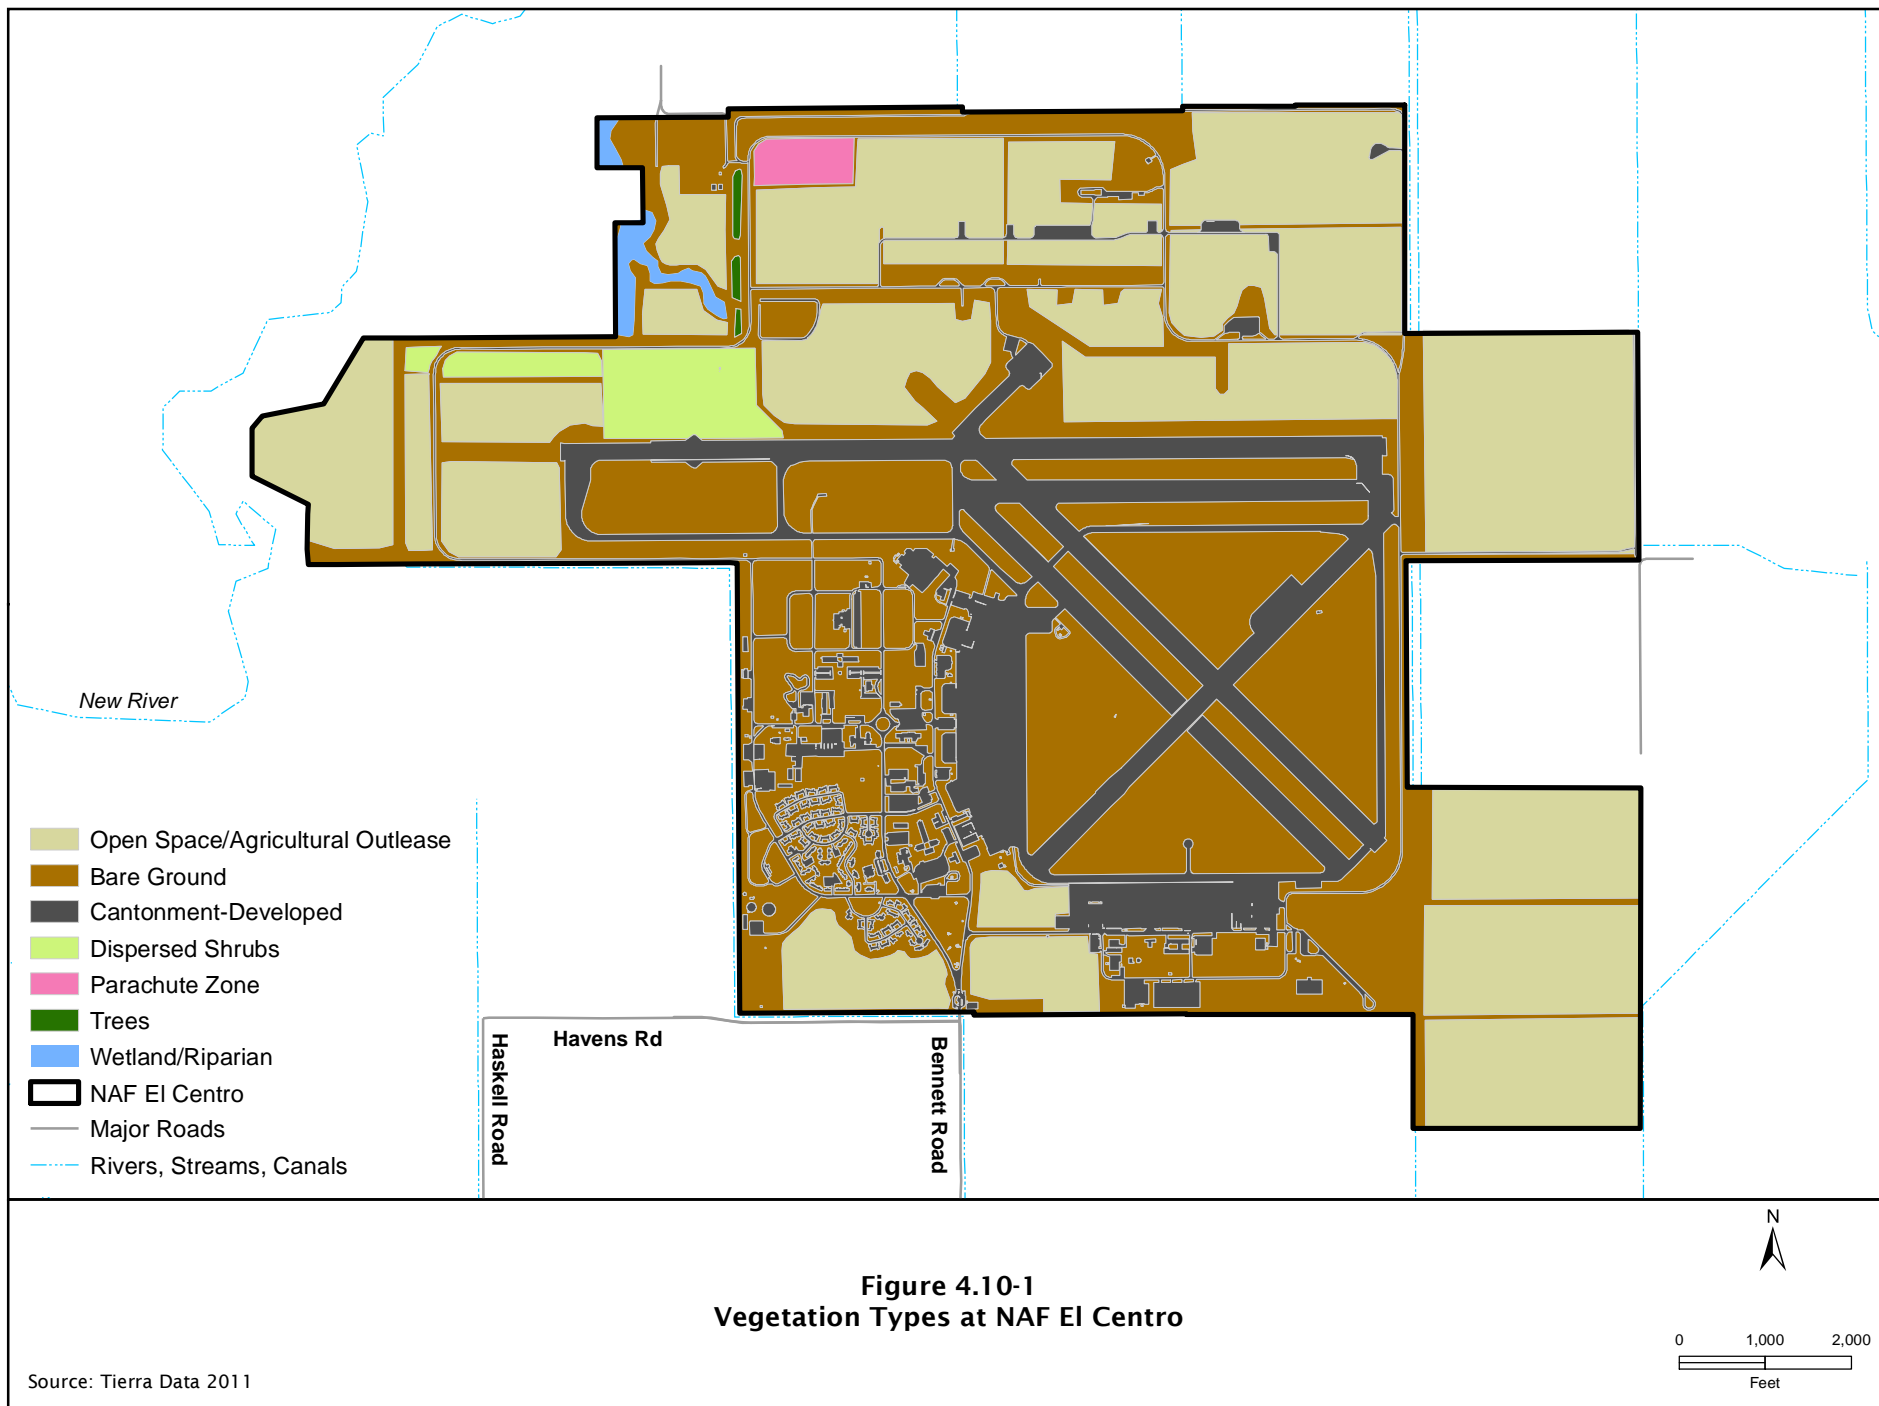 New River
Open Space/Agricultural Outlease
Bare Ground
Cantonment-Developed
Dispersed Shrubs
Parachute Zone
Trees
Wetland/Riparian
NAF El Centro
Major Roads
Rivers, Streams, Canals
Haskell Road
Havens Rd
Bennett Road
N
Figure 4.10-1
Vegetation Types at NAF El Centro
0 1,000 2,000
Feet
Source: Tierra Data 2011